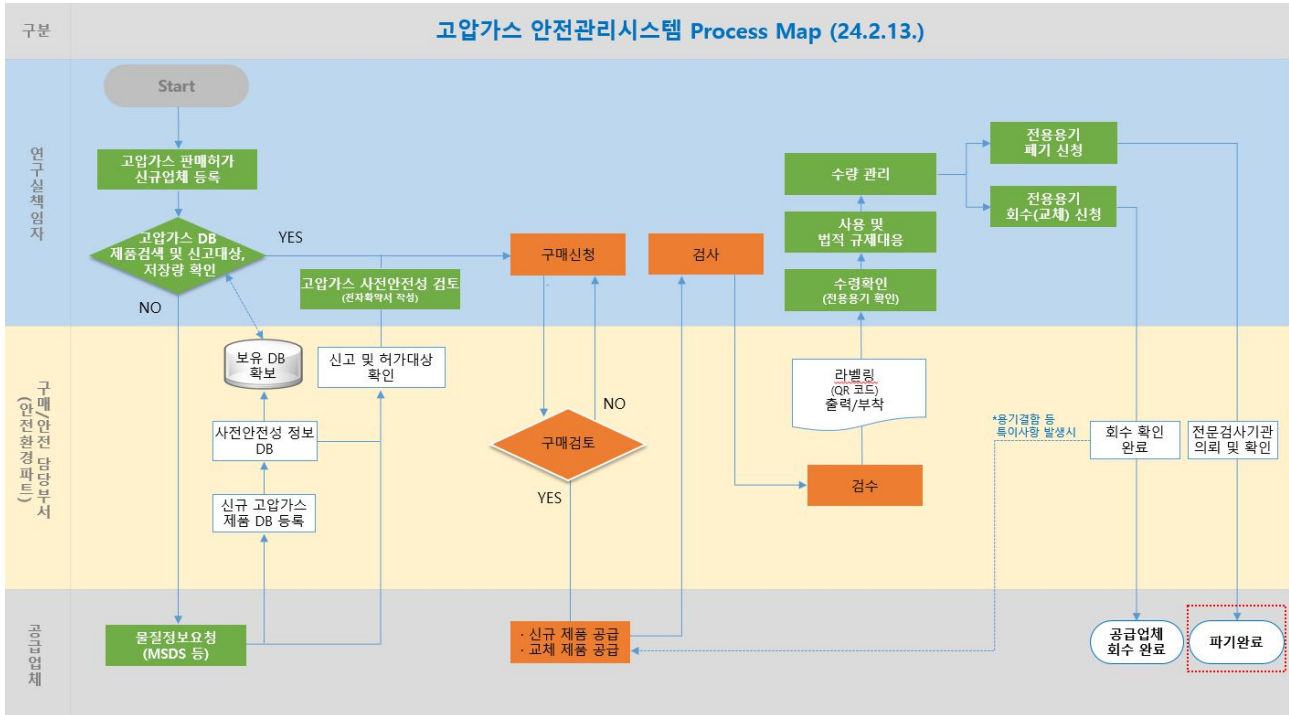 구분
고압가스 안전관리시스템 Process Map (24.2.13.)
연구실책임자
Start
고압가스 판매허가
신규업체 등록
고압가스 DB
제품검색 및 신고대상,
저장량 확인
YES
NO
고압가스 사전안전성 검토
(전자확약서 작성)
구매신청
검사
수량 관리
사용 및
법적 규제대응
수령확인
(전용용기 확인)
전용용기
폐기 신청
전용용기
회수(교체) 신청
구매/안전 담당부서
(안전환경파트)
보유 DB
확보
신고 및 허가대상
확인
사전안전성 정보
DB
신규 고압가스
제품 DB 등록
NO
구매검토
YES
라벨링
(QR 코드)
출력/부착
검수
*용기결함 등
특이사항 발생시
회수 확인
완료
전문검사기관
의뢰 및 확인
공급업체
물질정보요청
(MSDS 등)
· 신규 제품 공급
· 교체 제품 공급
공급업체
회수 완료
파기완료